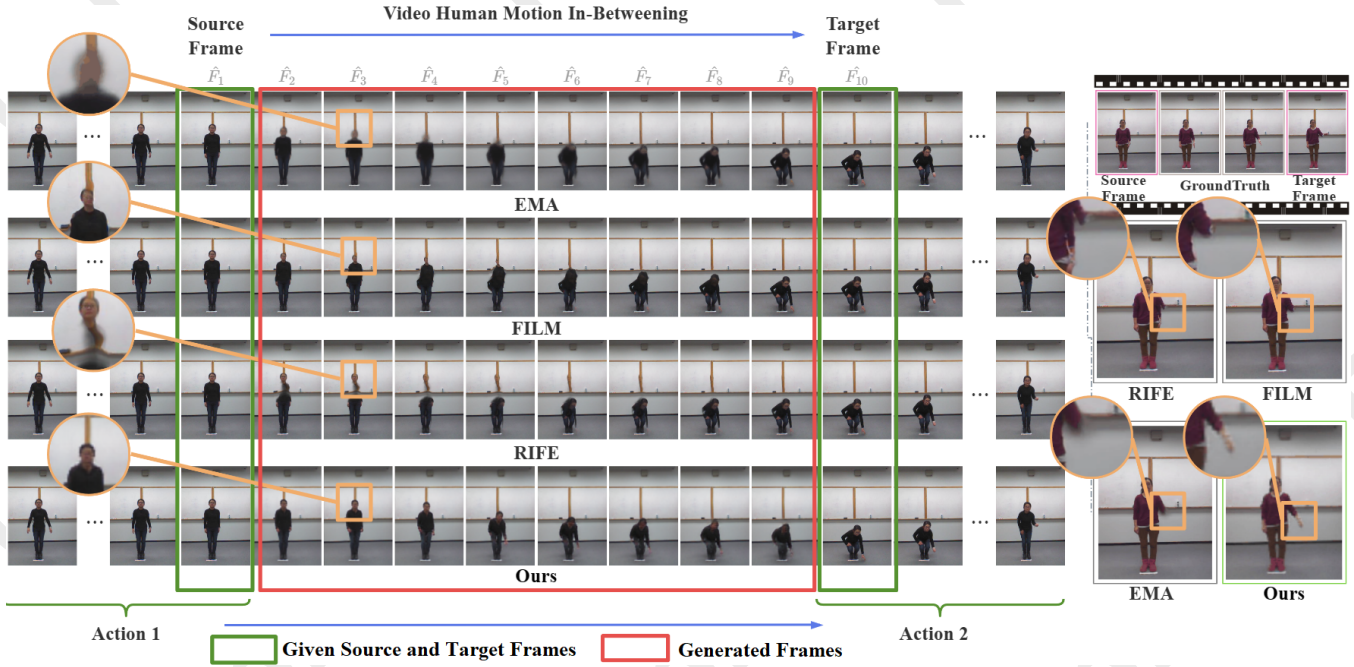 Video Human Motion In-Betweening
Source
Frame
Target
Frame
F̂1
F̂2
F̂3
F̂4
F̂5
F̂6
F̂7
F̂8
F̂9
F̂10
...
...
EMA
...
...
FILM
...
...
RIFE
...
...
Ours
Action 1
Action 2
Given Source and Target Frames
Generated Frames
Source
Frame
GroundTruth
Target
Frame
RIFE
FILM
EMA
Ours